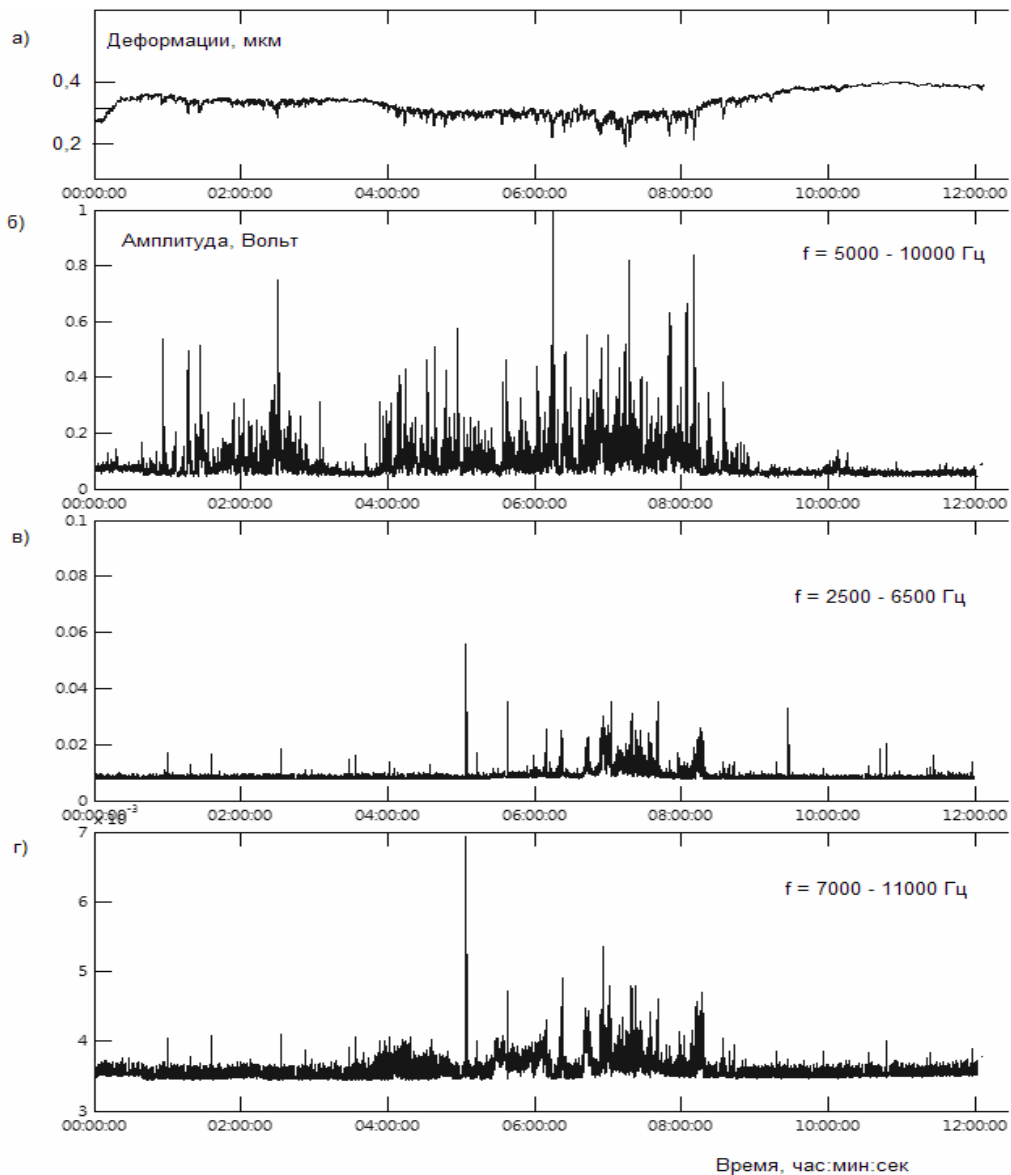 а)
Деформации, мкм
0,4
0,2
00:00:00 02:00:00 04:00:00 06:00:00 08:00:00 10:00:00 12:00:00
б)
1
Амплитуда, Вольт
f = 5000 - 10000 Гц
0.8
0.6
0.4
0.2
0
00:00:00 02:00:00 04:00:00 06:00:00 08:00:00 10:00:00 12:00:00
в)
0.1
0.08
f = 2500 - 6500 Гц
0.06
0.04
0.02
0
00:00:00 02:00:00 04:00:00 06:00:00 08:00:00 10:00:00 12:00:00
x 10-3
г)
7
f = 7000 - 11000 Гц
6
5
4
3
00:00:00 02:00:00 04:00:00 06:00:00 08:00:00 10:00:00 12:00:00
Время, час:мин:сек